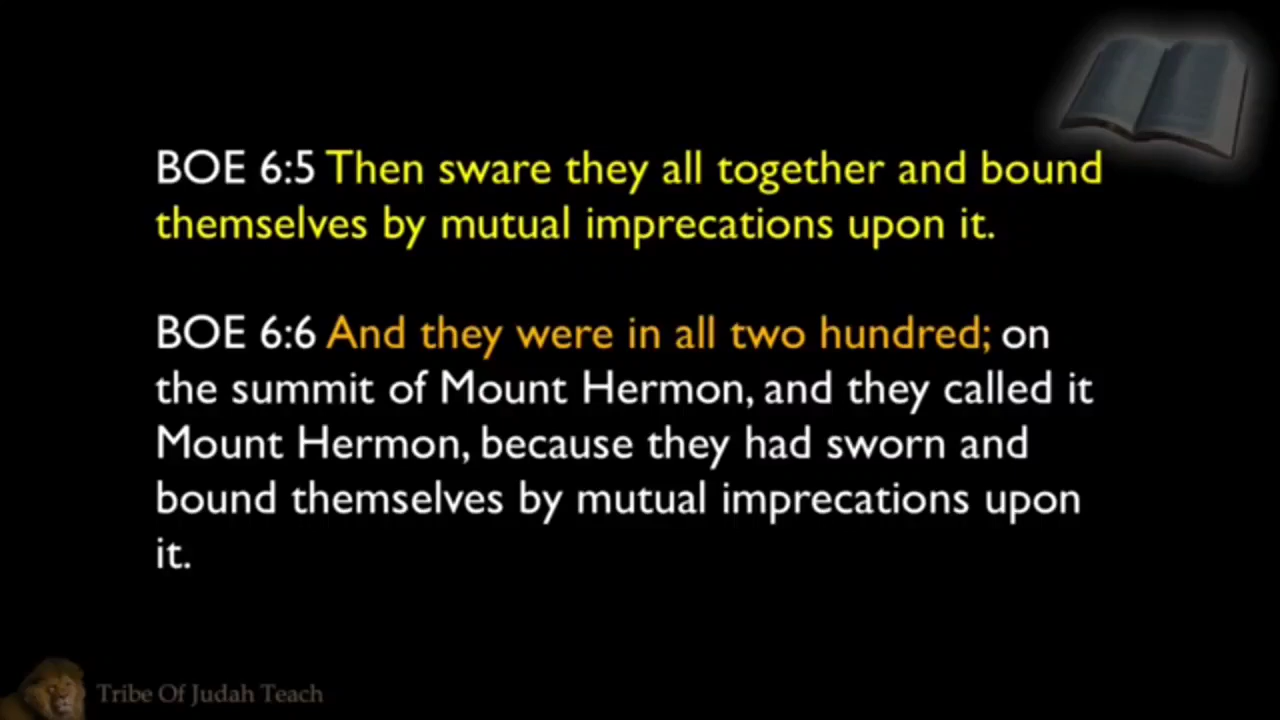 BOE 6:5 Then sware they all together and bound
themselves by mutual imprecations upon it.
BOE 6:6 And they were in all two hundred; on
the summit of Mount Hermon, and they called it
Mount Hermon, because they had sworn and
bound themselves by mutual imprecations upon
it.
Tribe Of Judah Teach